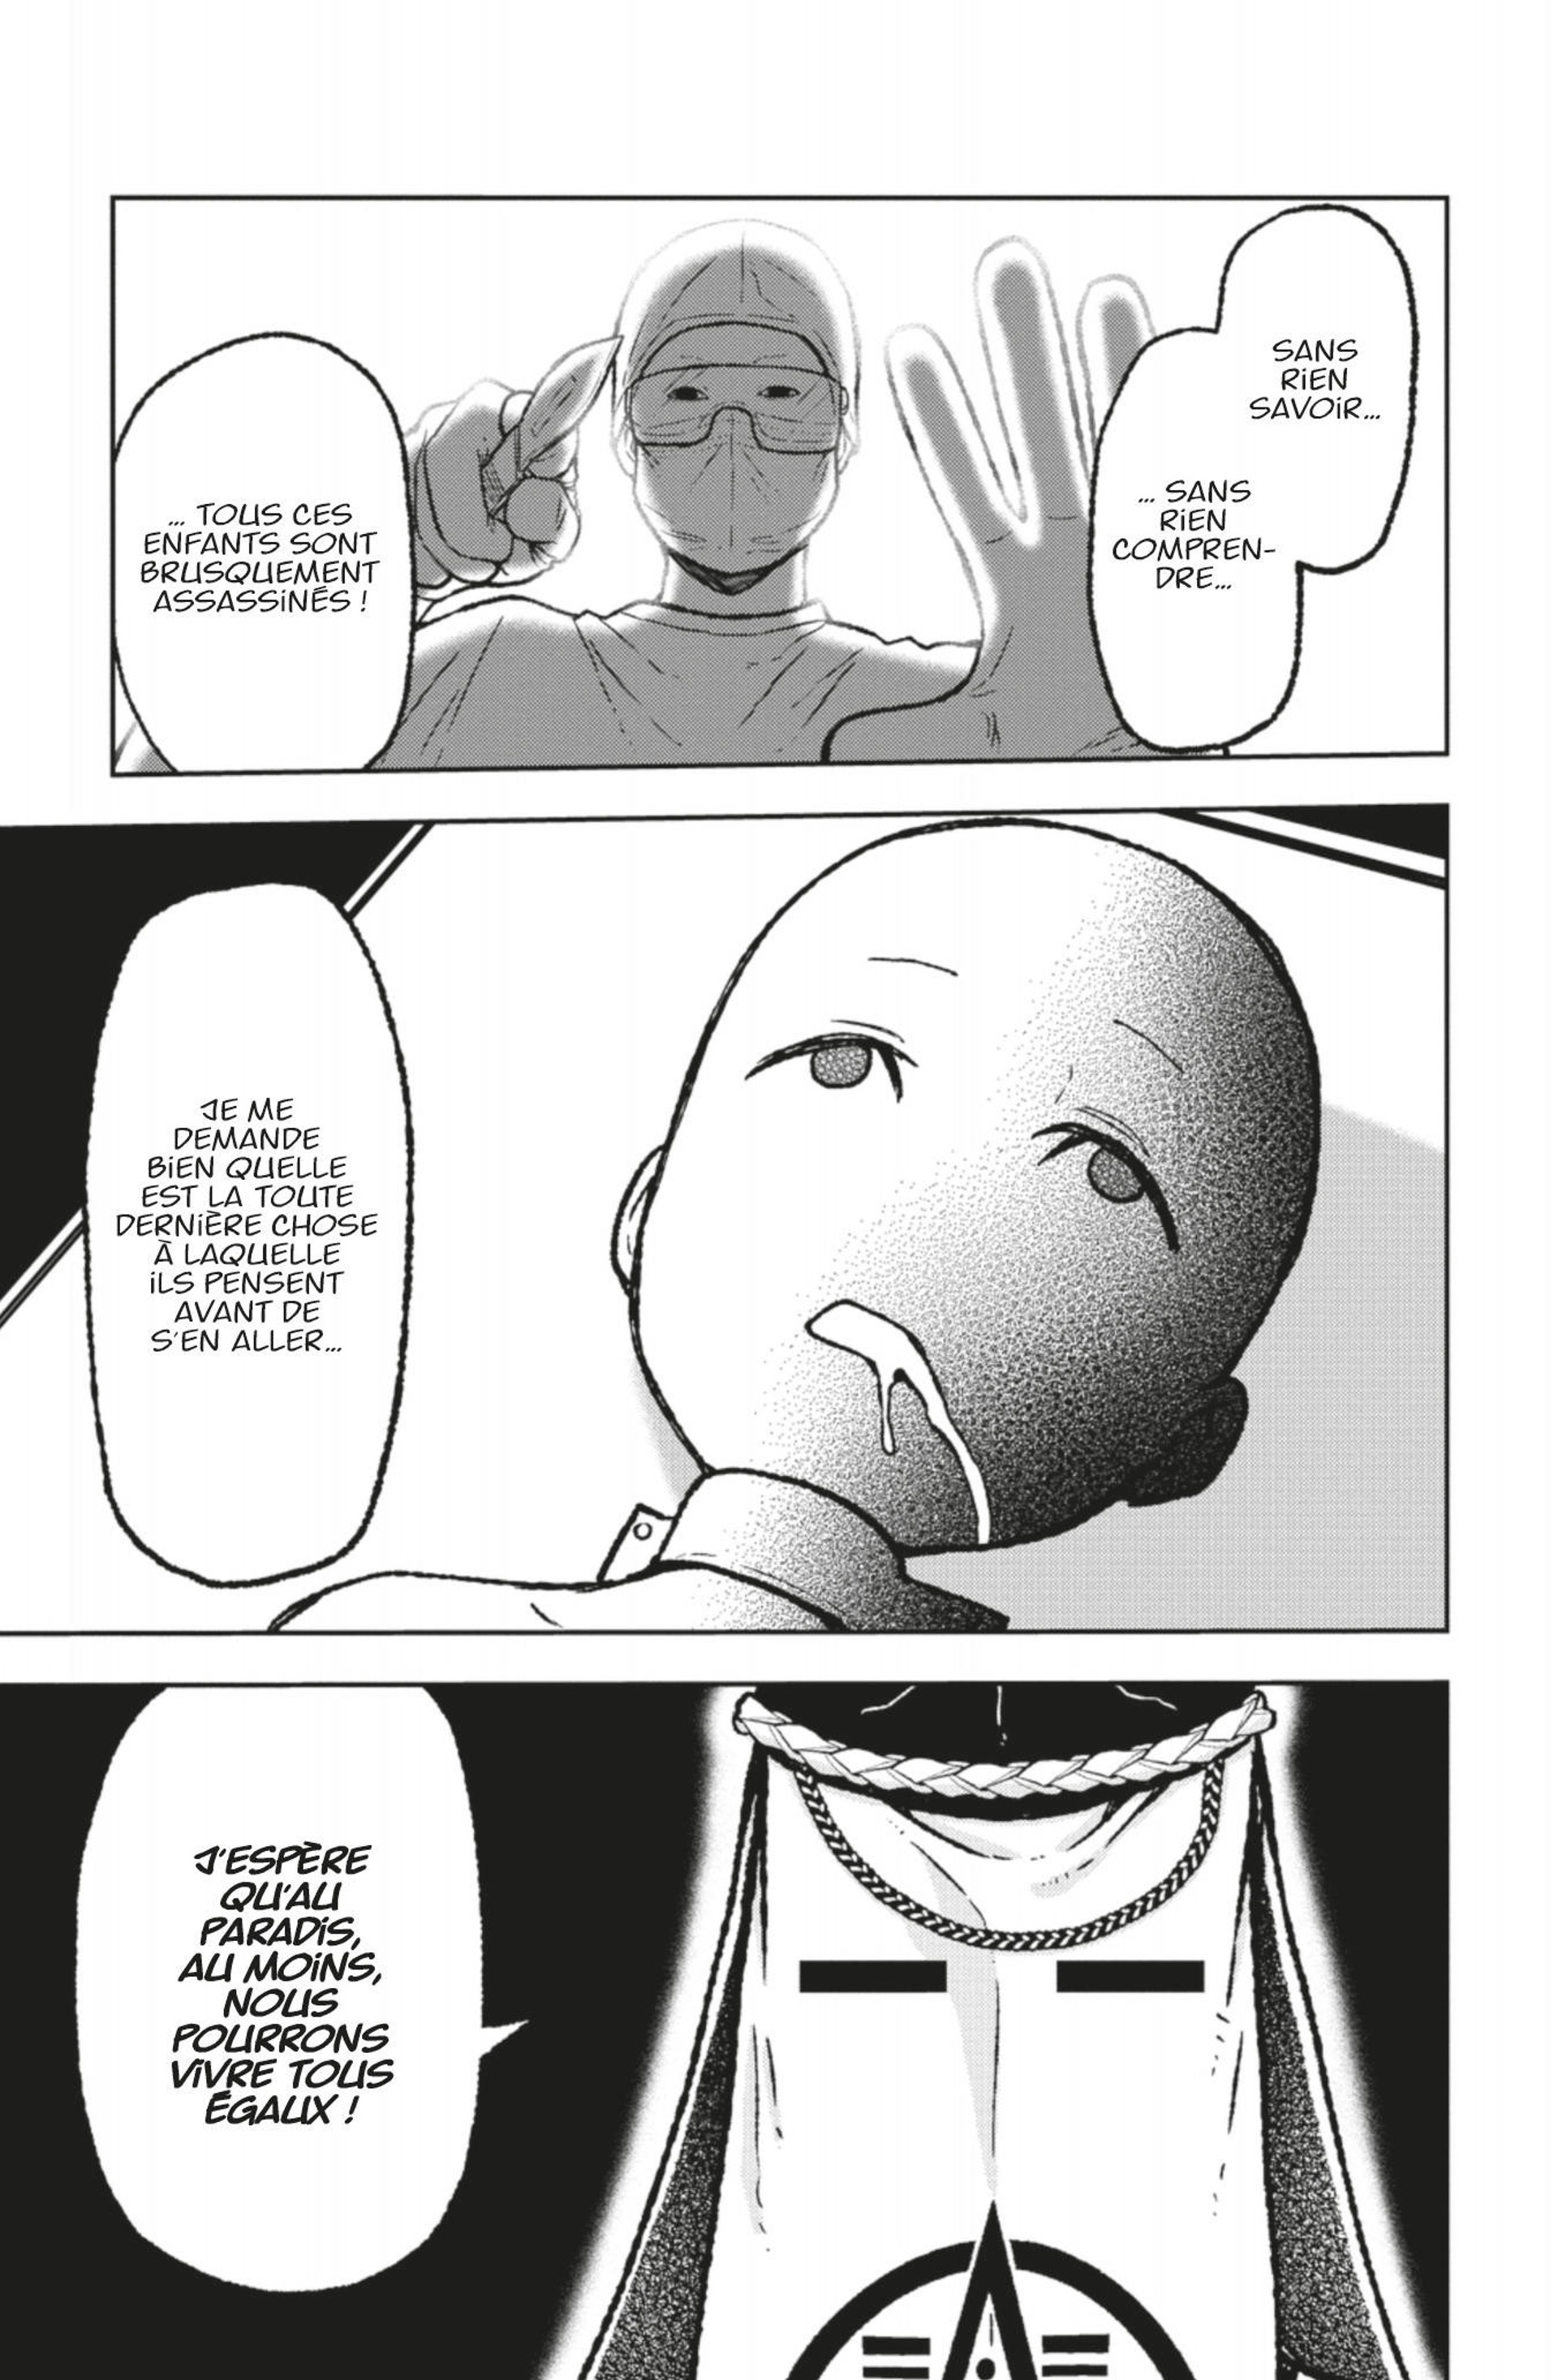 SANS
RIEN
SAVOIR...
... SANS
RIEN
COMPREN-
DRE...
... TOUS CES
ENFANTS SONT
BRUSQUEMENT
ASSASSINÉS !
JE ME
DEMANDE
BIEN QUELLE
EST LA TOUTE
DERNIÈRE CHOSE
À LAQUELLE
ILS PENSENT
AVANT DE
S'EN ALLER...
J'ESPÈRE
QU'AU
PARADIS,
AU MOINS,
NOUS
POURRONS
VIVRE TOUS
ÉGAUX !